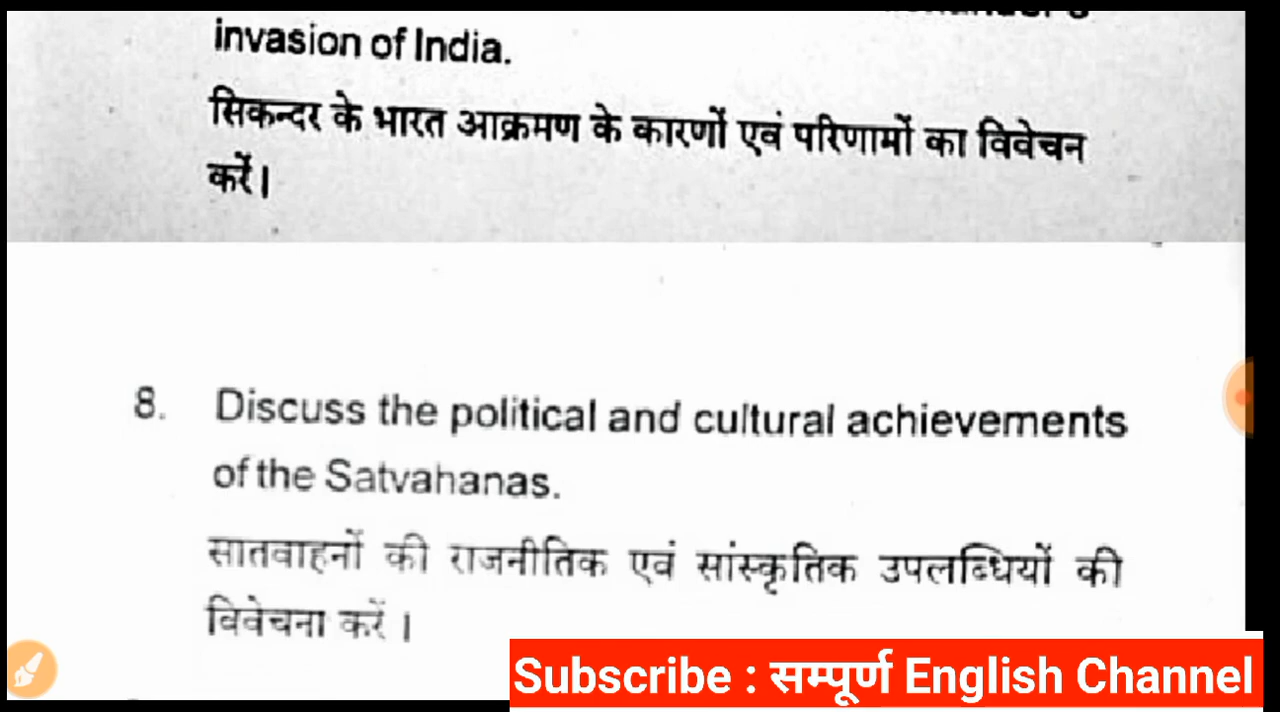 invasion of India.
सिकन्दर के भारत आक्रमण के कारणों एवं परिणामों का विवेचन
करें।
8. Discuss the political and cultural achievements
of the Satvahanas.
सातवाहनों की राजनीतिक एवं सांस्कृतिक उपलब्धियों की
विवेचना करें।
Subscribe : सम्पूर्ण English Channel